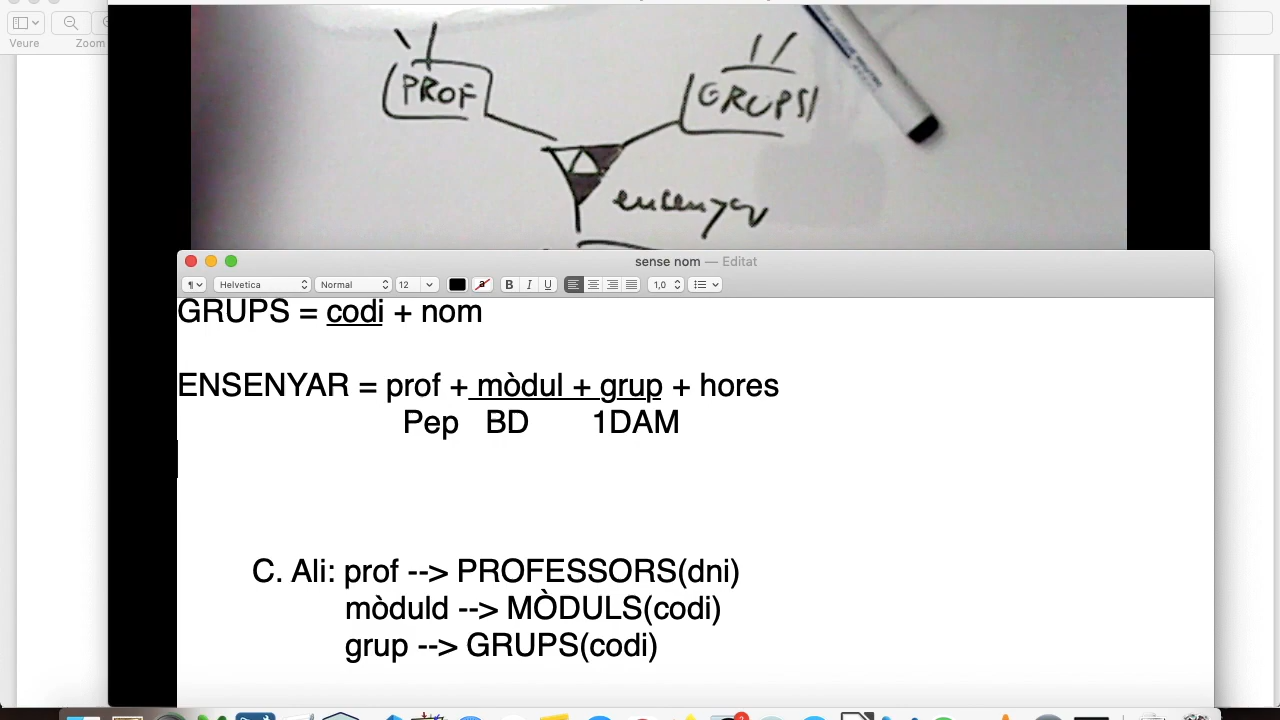 Veure
Zoom
PROF
GRUPS
ensenyar
sense nom — Editat
Helvetica
Normal
12
a
B I U
1,0
GRUPS = codi + nom
ENSENYAR = prof + mòdul + grup + hores
Pep BD 1DAM
C. Ali: prof --> PROFESSORS(dni)
mòduld --> MÒDULS(codi)
grup --> GRUPS(codi)